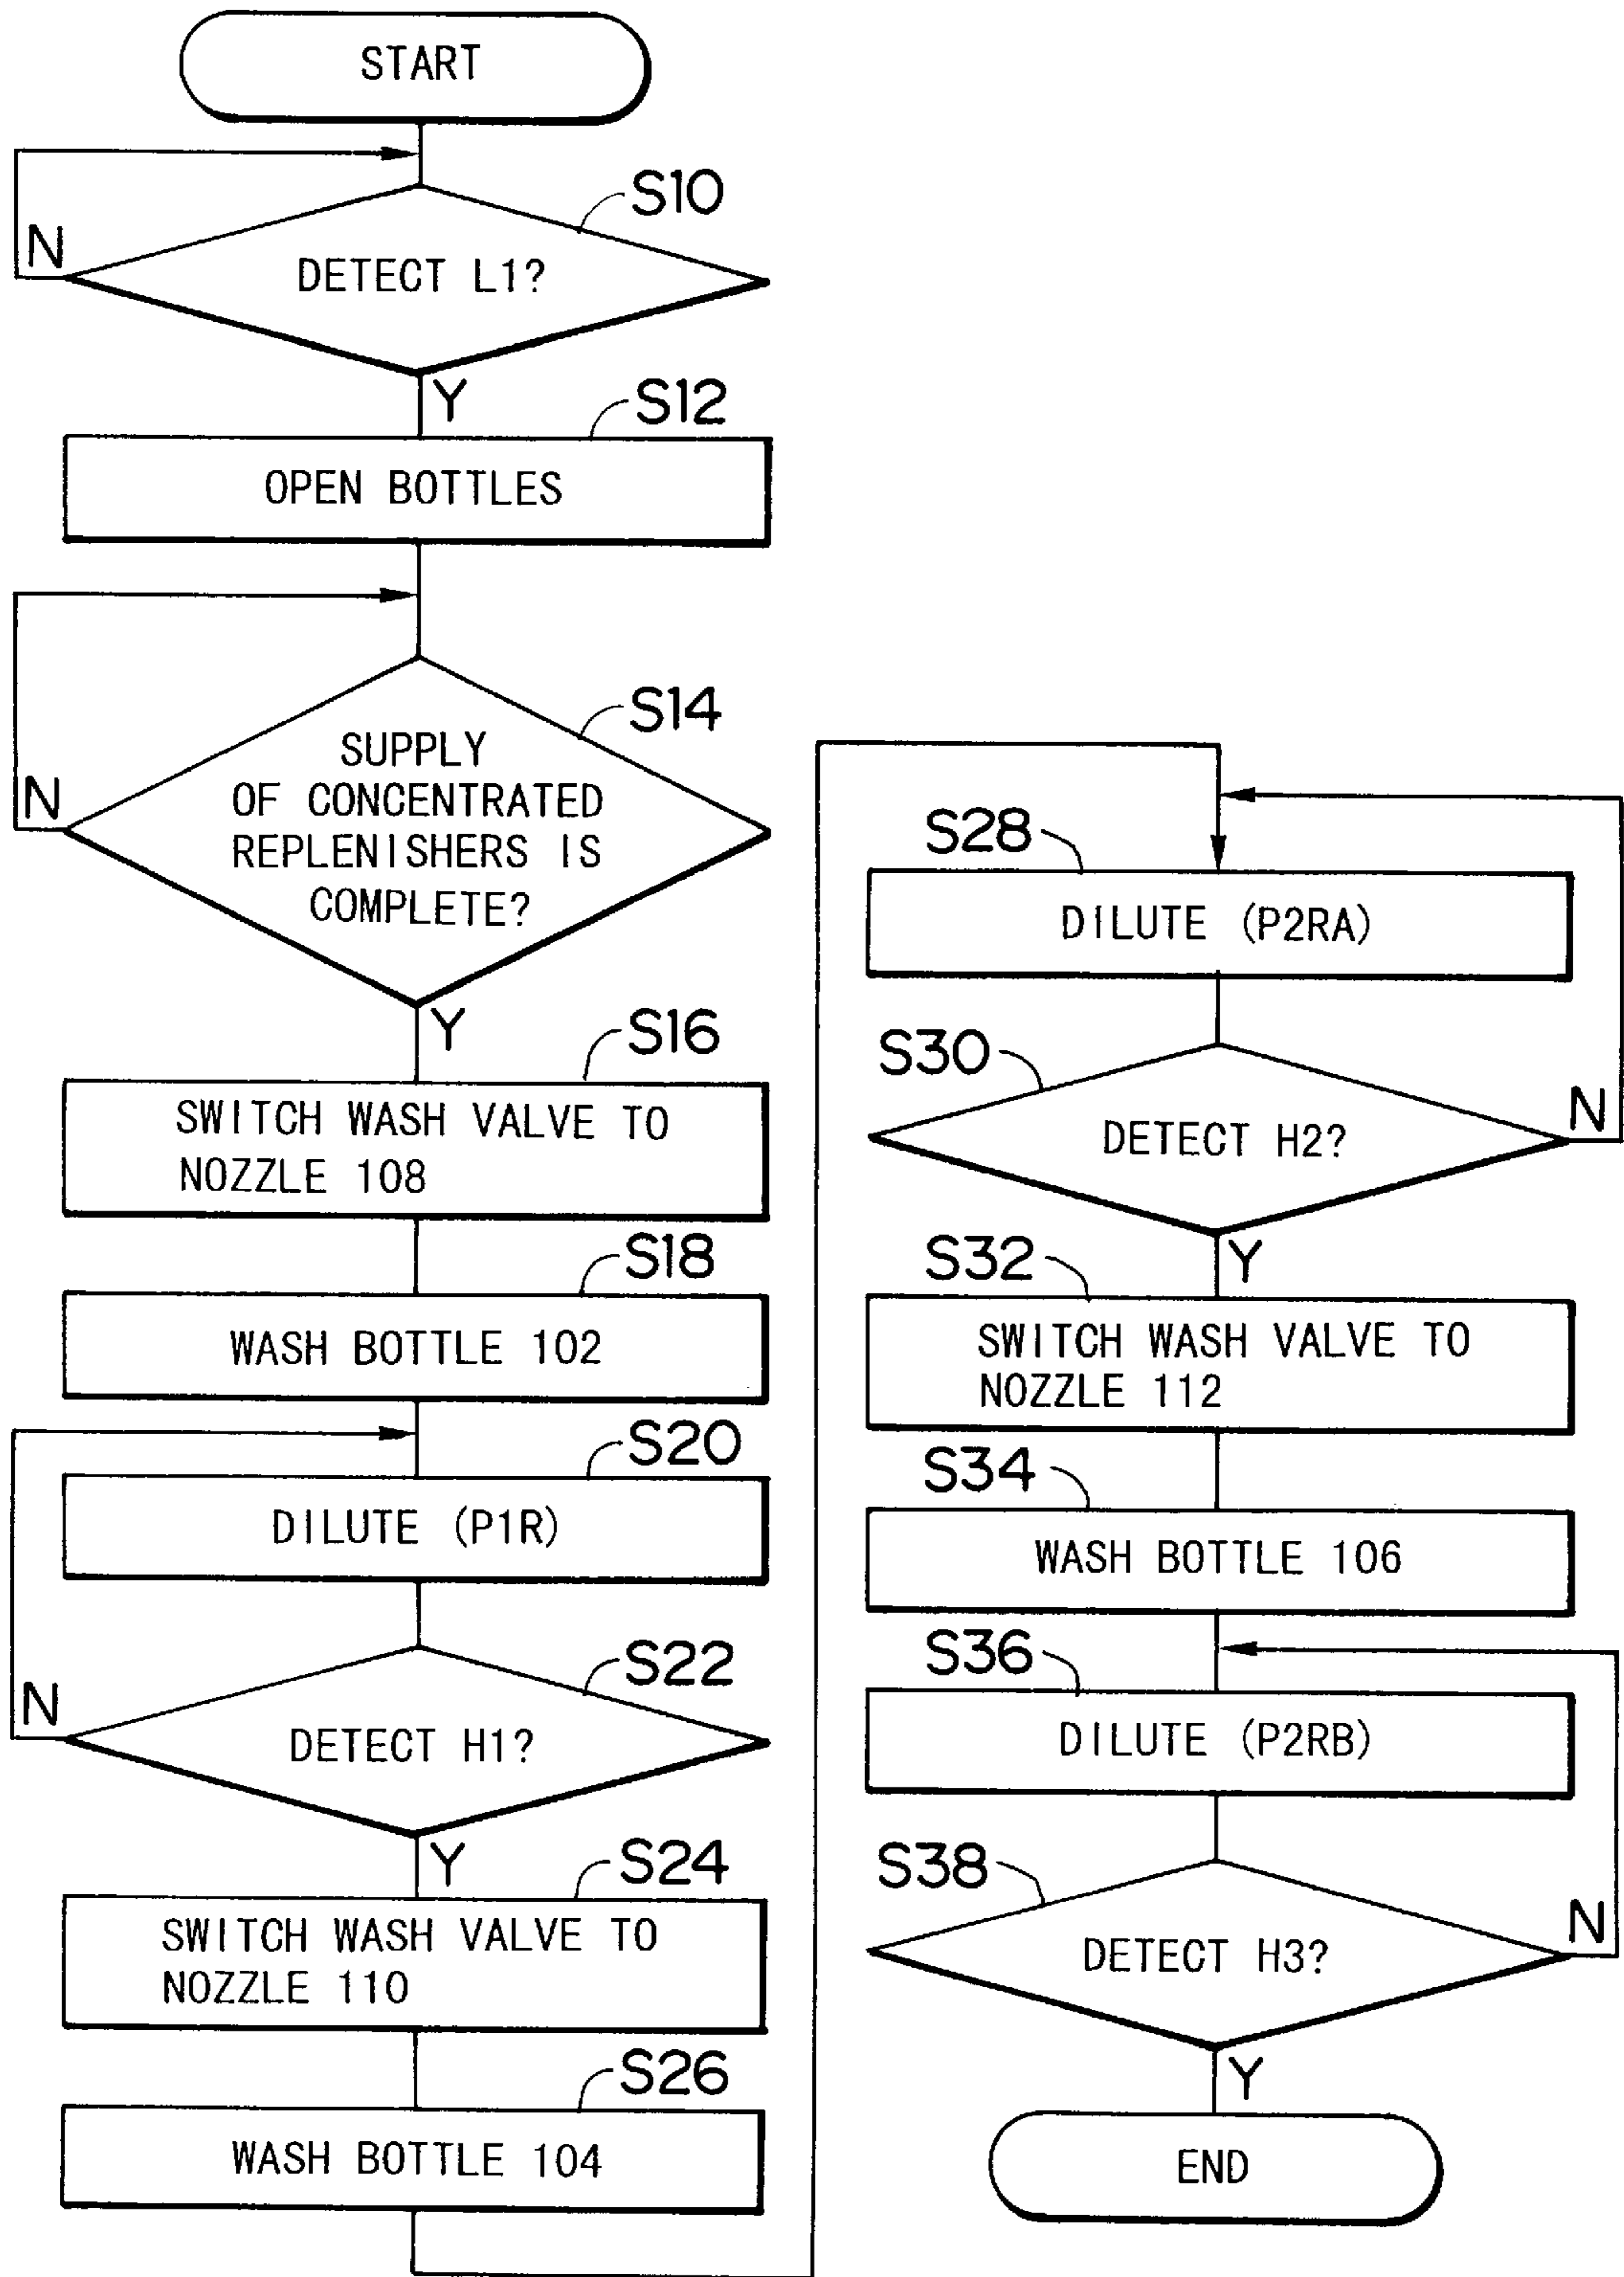 START
S10
N
DETECT L1?
Y
S12
OPEN BOTTLES
S14
N
SUPPLY
OF CONCENTRATED
REPLENISHERS IS
COMPLETE?
Y
S16
SWITCH WASH VALVE TO
NOZZLE 108
S18
WASH BOTTLE 102
S20
DILUTE (P1R)
S22
N
DETECT H1?
Y
S24
SWITCH WASH VALVE TO
NOZZLE 110
S26
WASH BOTTLE 104
S28
DILUTE (P2RA)
S30
N
DETECT H2?
Y
S32
SWITCH WASH VALVE TO
NOZZLE 112
S34
WASH BOTTLE 106
S36
DILUTE (P2RB)
S38
N
DETECT H3?
Y
END